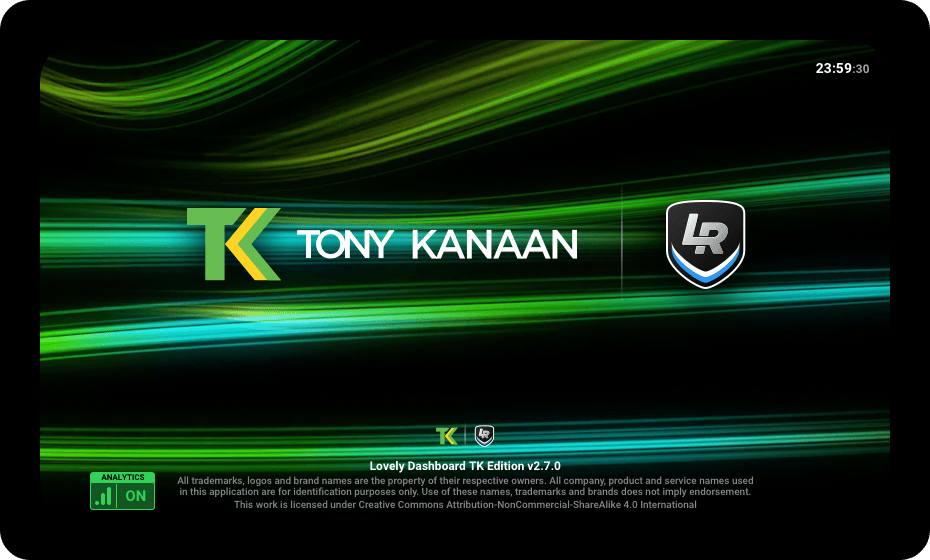 23:59:30
TK TONY KANAAN
LR
TK LR
Lovely Dashboard TK Edition v2.7.0
ANALYTICS
ON
All trademarks, logos and brand names are the property of their respective owners. All company, product and service names used
in this application are for identification purposes only. Use of these names, trademarks and brands does not imply endorsement.
This work is licensed under Creative Commons Attribution-NonCommercial-ShareAlike 4.0 International